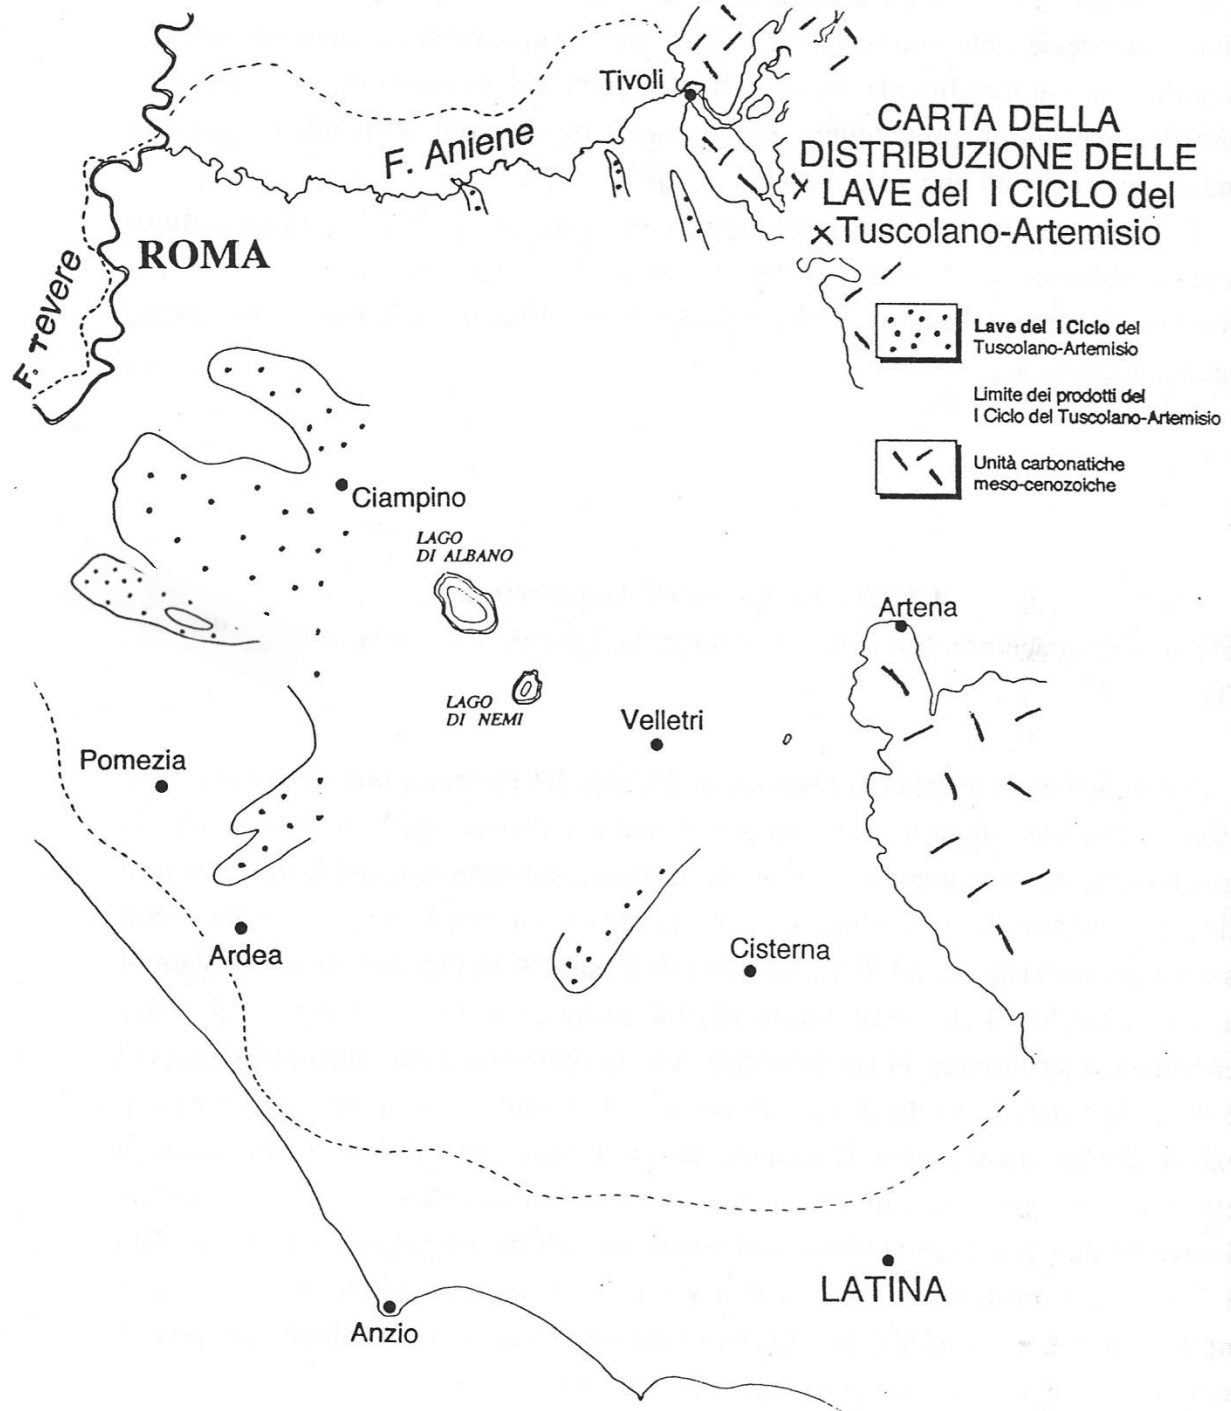 Tivoli
F. Aniene
CARTA DELLA
DISTRIBUZIONE DELLE
LAVE del I CICLO del
Tuscolano-Artemisio
ROMA
F. Tevere
Lave del I Ciclo del
Tuscolano-Artemisio
Limite dei prodotti del
I Ciclo del Tuscolano-Artemisio
Unità carbonatiche
meso-cenozoiche
Ciampino
LAGO
DI ALBANO
Artena
LAGO
DI NEMI
Velletri
Pomezia
Ardea
Cisterna
LATINA
Anzio